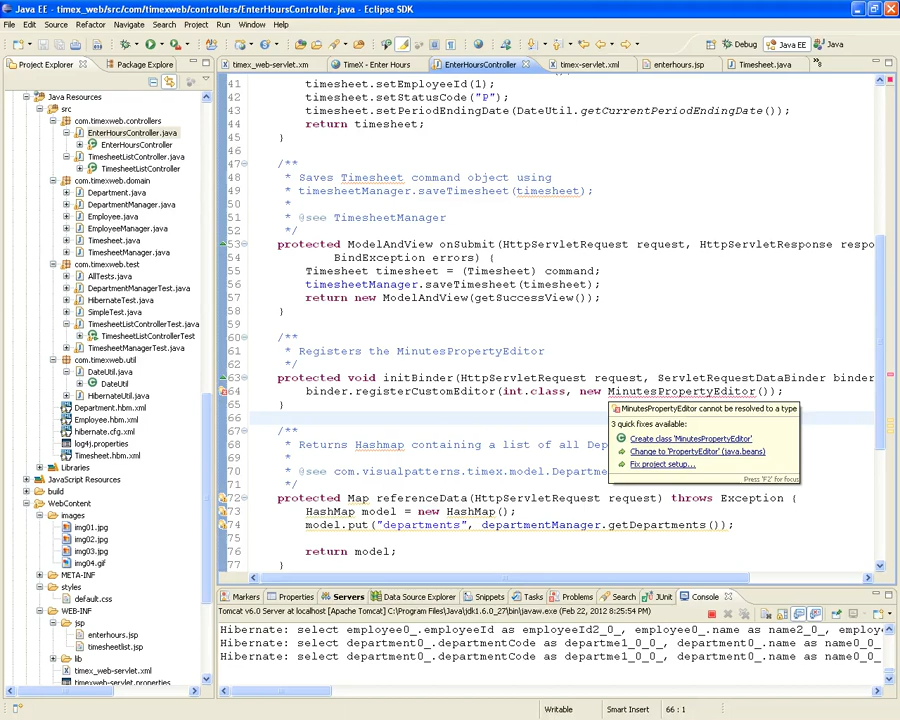 Java EE - timex_web/src/com/timexweb/controllers/EnterHoursController.java - Eclipse SDK
File Edit Source Refactor Navigate Search Project Run Window Help
Debug Java EE Java
Project Explorer Package Explorer
timex_web-servlet.xm TimeX - Enter Hours EnterHoursController timex-servlet.xml enterhours.jsp Timesheet.java
Java Resources
src
com.timexweb.controllers
EnterHoursController.java
EnterHoursController
TimesheetListController.java
TimesheetListController
com.timexweb.domain
Department.java
DepartmentManager.java
Employee.java
EmployeeManager.java
Timesheet.java
TimesheetManager.java
com.timexweb.test
AllTests.java
DepartmentManagerTest.java
HibernateTest.java
SimpleTest.java
TimesheetListControllerTest.java
TimesheetListControllerTest
TimesheetManagerTest.java
com.timexweb.util
DateUtil.java
DateUtil
HibernateUtil.java
Department.hbm.xml
Employee.hbm.xml
hibernate.cfg.xml
log4j.properties
Timesheet.hbm.xml
Libraries
JavaScript Resources
build
WebContent
images
img01.jpg
img02.jpg
img03.jpg
img04.gif
META-INF
styles
default.css
WEB-INF
jsp
enterhours.jsp
timesheetlist.jsp
lib
timex_web-servlet.xml
timexweb-servlet.properties
41 timesheet.setEmployeeId(1);
42 timesheet.setStatusCode("P");
43 timesheet.setPeriodEndingDate(DateUtil.getCurrentPeriodEndingDate());
44 return timesheet;
45 }
46
47 /**
48 * Saves Timesheet command object using
49 * timesheetManager.saveTimesheet(timesheet);
50 *
51 * @see TimesheetManager
52 */
53 protected ModelAndView onSubmit(HttpServletRequest request, HttpServletResponse respo
54 BindException errors) {
55 Timesheet timesheet = (Timesheet) command;
56 timesheetManager.saveTimesheet(timesheet);
57 return new ModelAndView(getSuccessView());
58 }
59
60 /**
61 * Registers the MinutesPropertyEditor
62 */
63 protected void initBinder(HttpServletRequest request, ServletRequestDataBinder binder
64 binder.registerCustomEditor(int.class, new MinutesPropertyEditor());
65 }
66
67 /**
68 * Returns Hashmap containing a list of all Dep
69 *
70 * @see com.visualpatterns.timex.model.Department
71 */
72 protected Map referenceData(HttpServletRequest request) throws Exception {
73 HashMap model = new HashMap();
74 model.put("departments", departmentManager.getDepartments());
75
76 return model;
77 }
MinutesPropertyEditor cannot be resolved to a type
3 quick fixes available:
Create class 'MinutesPropertyEditor'
Change to 'PropertyEditor' (java.beans)
Fix project setup...
Press 'F2' for focus
Markers Properties Servers Data Source Explorer Snippets Tasks Problems Search JUnit Console
Tomcat v6.0 Server at localhost [Apache Tomcat] C:\Program Files\Java\jdk1.6.0_27\bin\javaw.exe (Feb 22, 2012 8:25:54 PM)
Hibernate: select employee0_.employeeId as employeeId2_0_, employee0_.name as name2_0_, employ
Hibernate: select department0_.departmentCode as departme1_0_0_, department0_.name as name0_0_
Hibernate: select department0_.departmentCode as departme1_0_0_, department0_.name as name0_0_
Writable Smart Insert 66 : 1